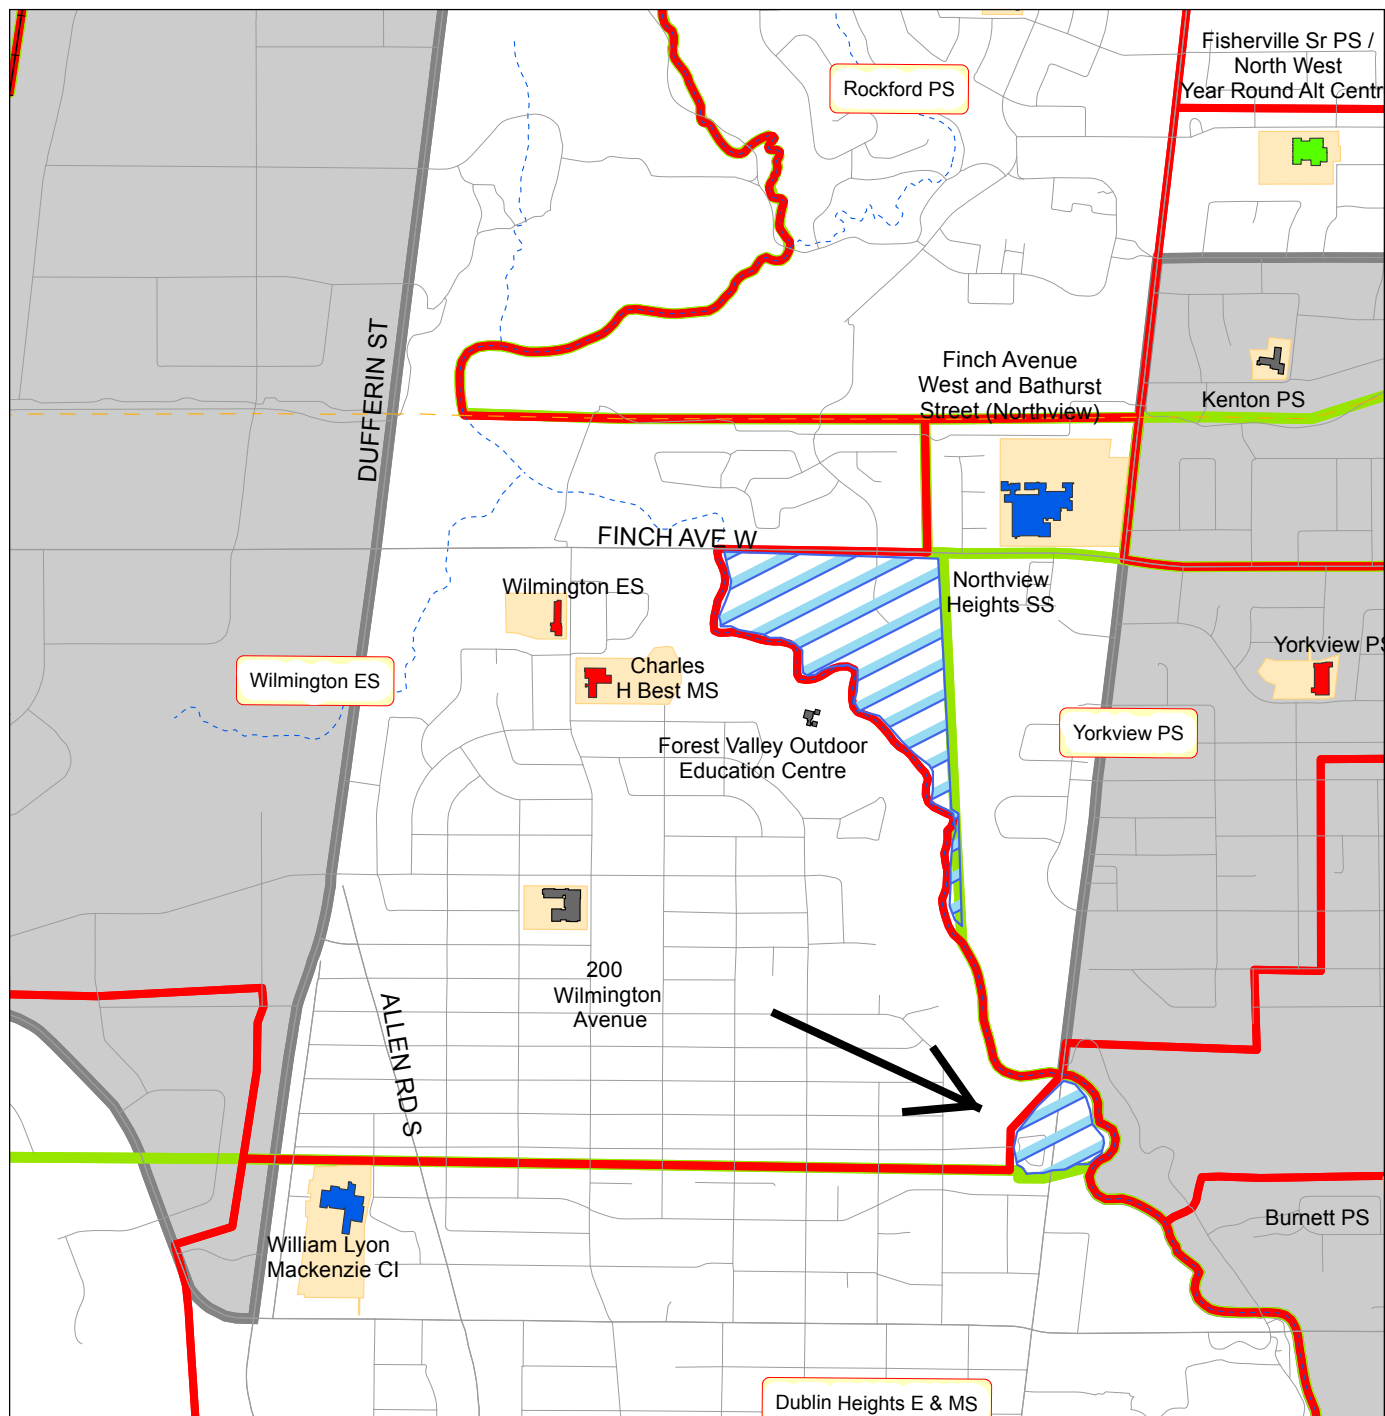 Fisherville Sr PS /
North West
Year Round Alt Centr
Rockford PS
DUFFERIN ST
Finch Avenue
West and Bathurst
Street (Northview)
Kenton PS
FINCH AVE W
Wilmington ES
Northview
Heights SS
Charles
H Best MS
Yorkview PS
Wilmington ES
Yorkview PS
Forest Valley Outdoor
Education Centre
200
Wilmington
Avenue
ALLEN RD S
William Lyon
Mackenzie CI
Burnett PS
Dublin Heights E & MS